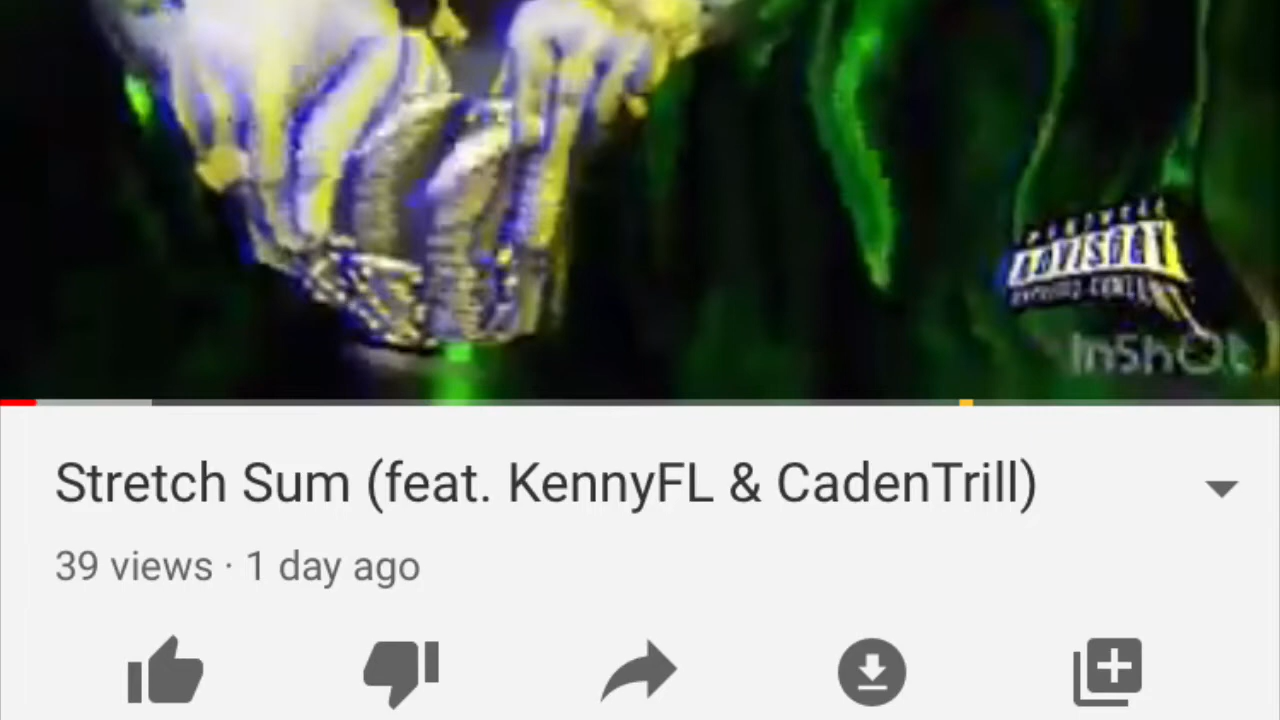 ADVISORY
InShOt
Stretch Sum (feat. KennyFL & CadenTrill)
39 views · 1 day ago